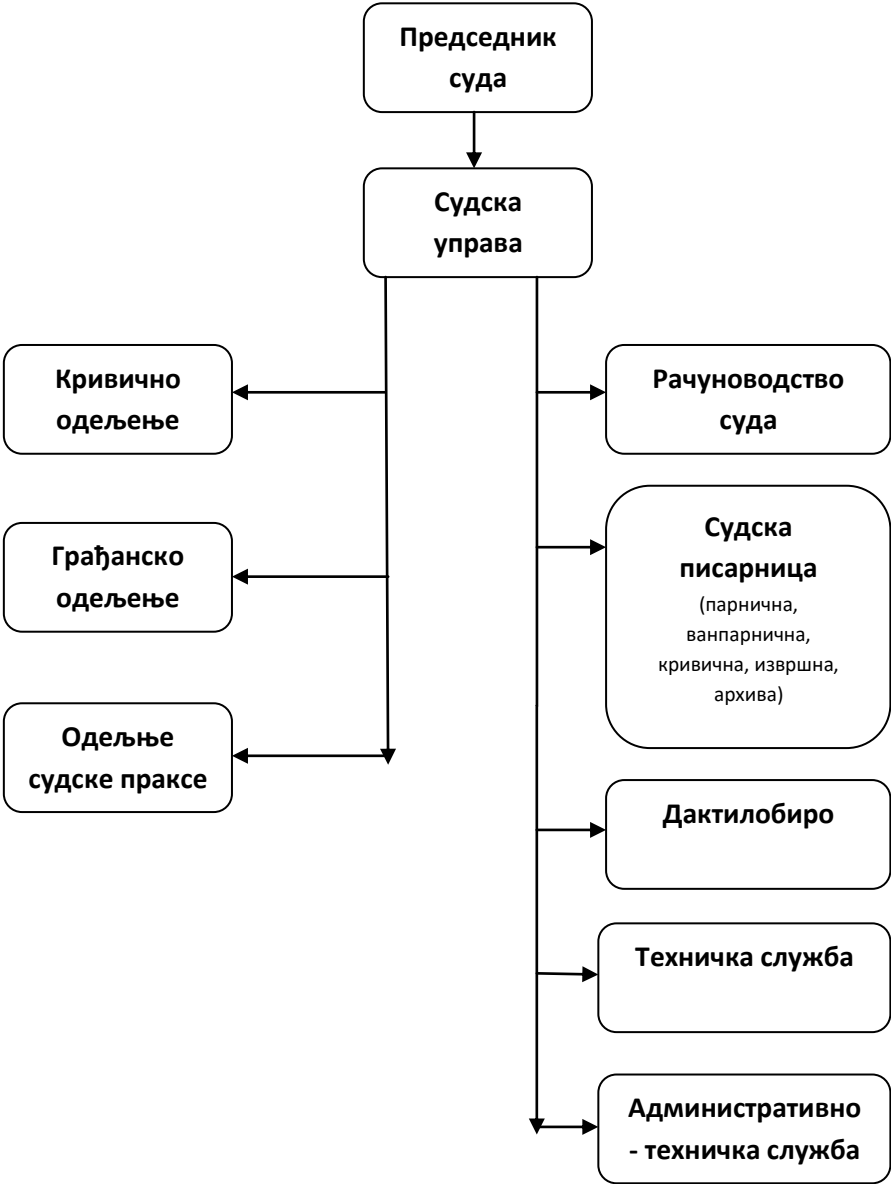 Председник
суда
Судска
управа
Кривично
одељење
Грађанско
одељење
Одељње
судске праксе
Рачуноводство
суда
Судска
писарница
(парнична,
ванпарнична,
кривична, извршна,
архива)
Дактилобиро
Техничка служба
Административно
- техничка служба